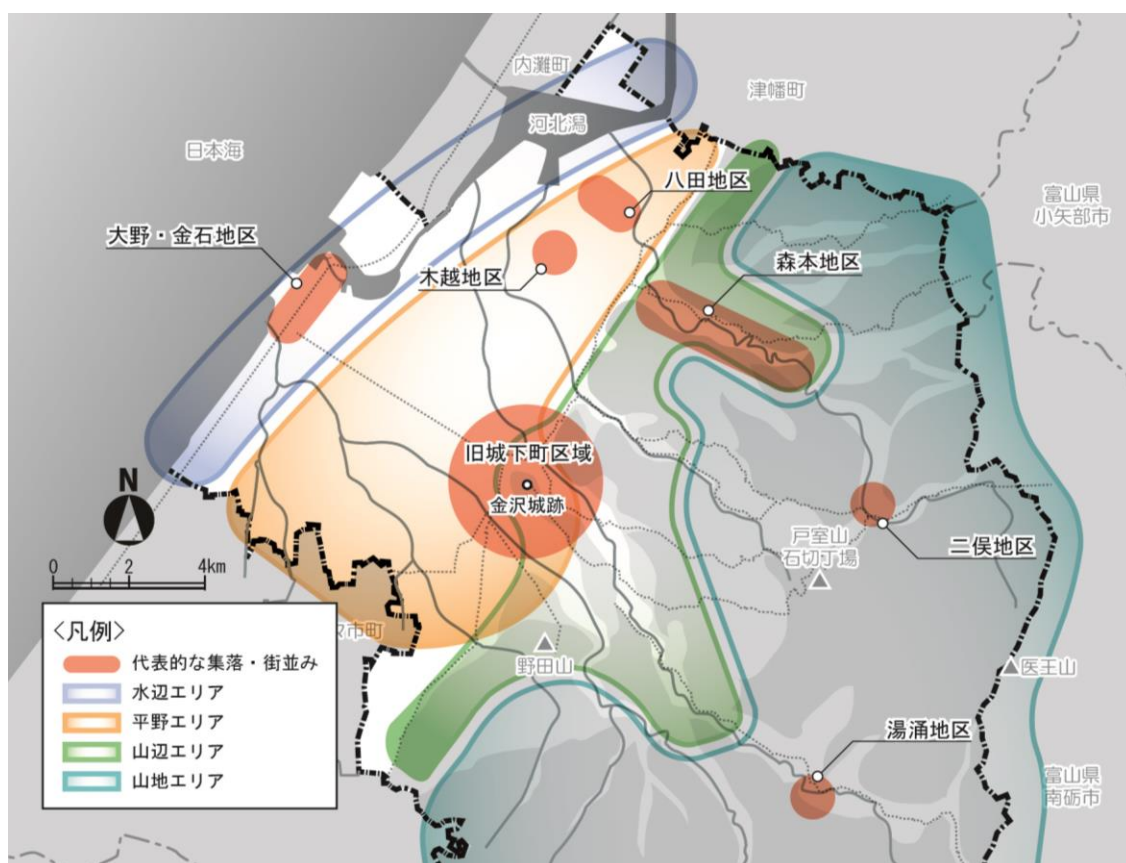 内灘町
津幡町
河北潟
日本海
八田地区
富山県
小矢部市
大野・金石地区
森本地区
木越地区
旧城下町区域
金沢城跡
N
戸室山
石切丁場
二俣地区
0 2 4km
<凡例>
市町
代表的な集落・街並み
野田山
医王山
水辺エリア
平野エリア
湯涌地区
山辺エリア
山地エリア
富山県
南砺市